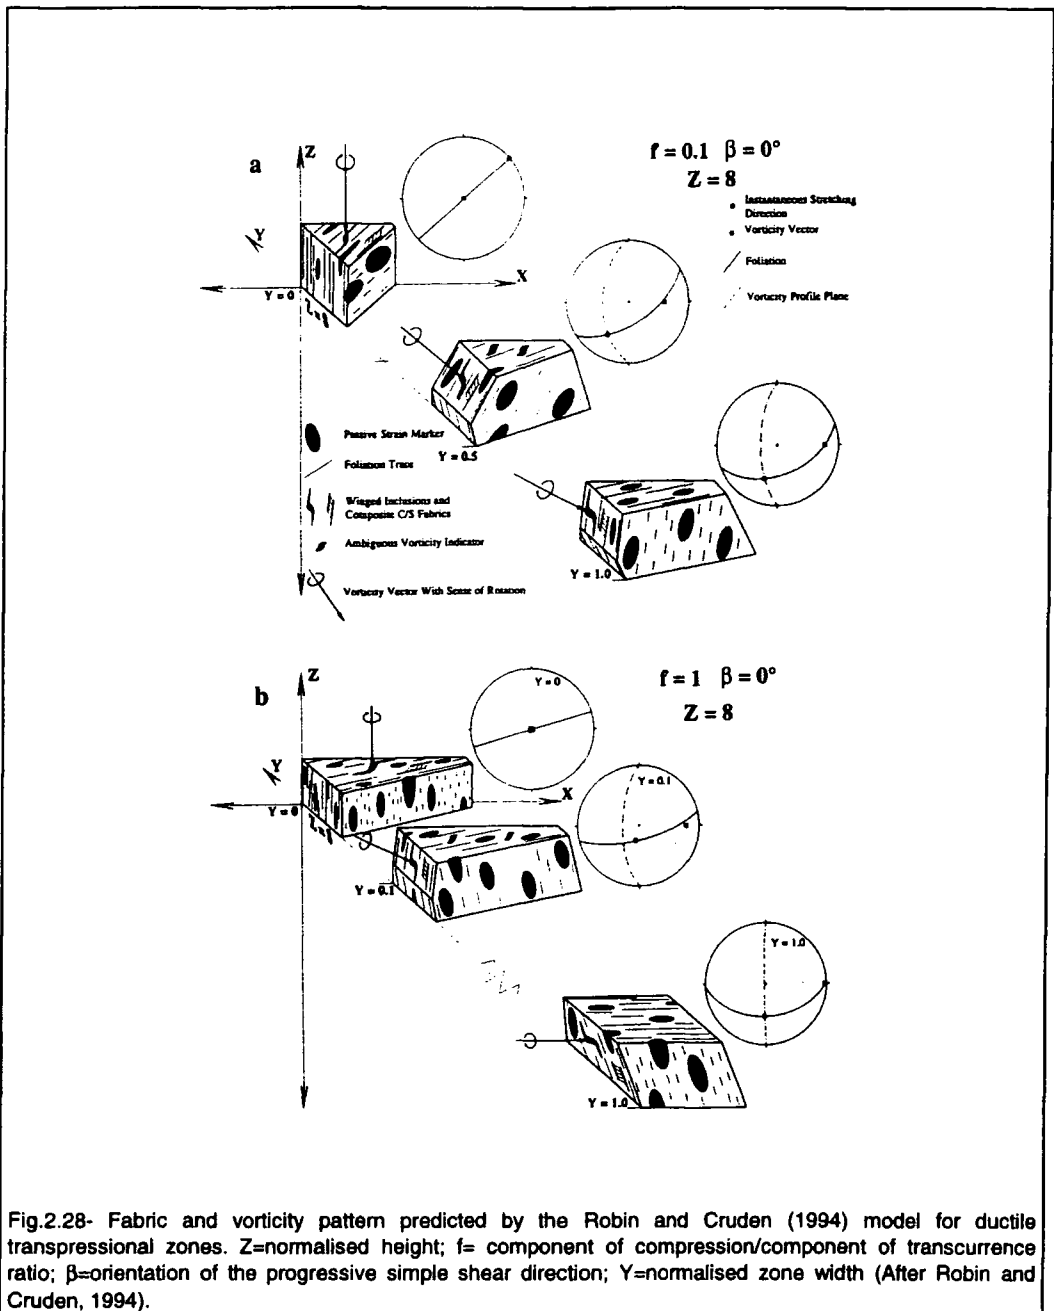 a
Z
f = 0.1 β = 0°
Z = 8
Instantaneous Stretching
Direction
Vorticity Vector
Foliation
Vorticity Profile Plane
Y
X
Y = 0
Y = 0.5
Passive Strain Marker
Foliation Trace
Winged Inclusions and
Composite C/S Fabrics
Ambiguous Vorticity Indicator
Y = 1.0
Vorticity Vector With Sense of Rotation
b
Z
f = 1 β = 0°
Z = 8
Y = 0
Y
X
Y = 0
Y = 0.1
Y = 0.1
Y = 1.0
Y = 1.0
Fig.2.28- Fabric and vorticity pattern predicted by the Robin and Cruden (1994) model for ductile
transpressional zones. Z=normalised height; f= component of compression/component of transcurrence
ratio; β=orientation of the progressive simple shear direction; Y=normalised zone width (After Robin and
Cruden, 1994).